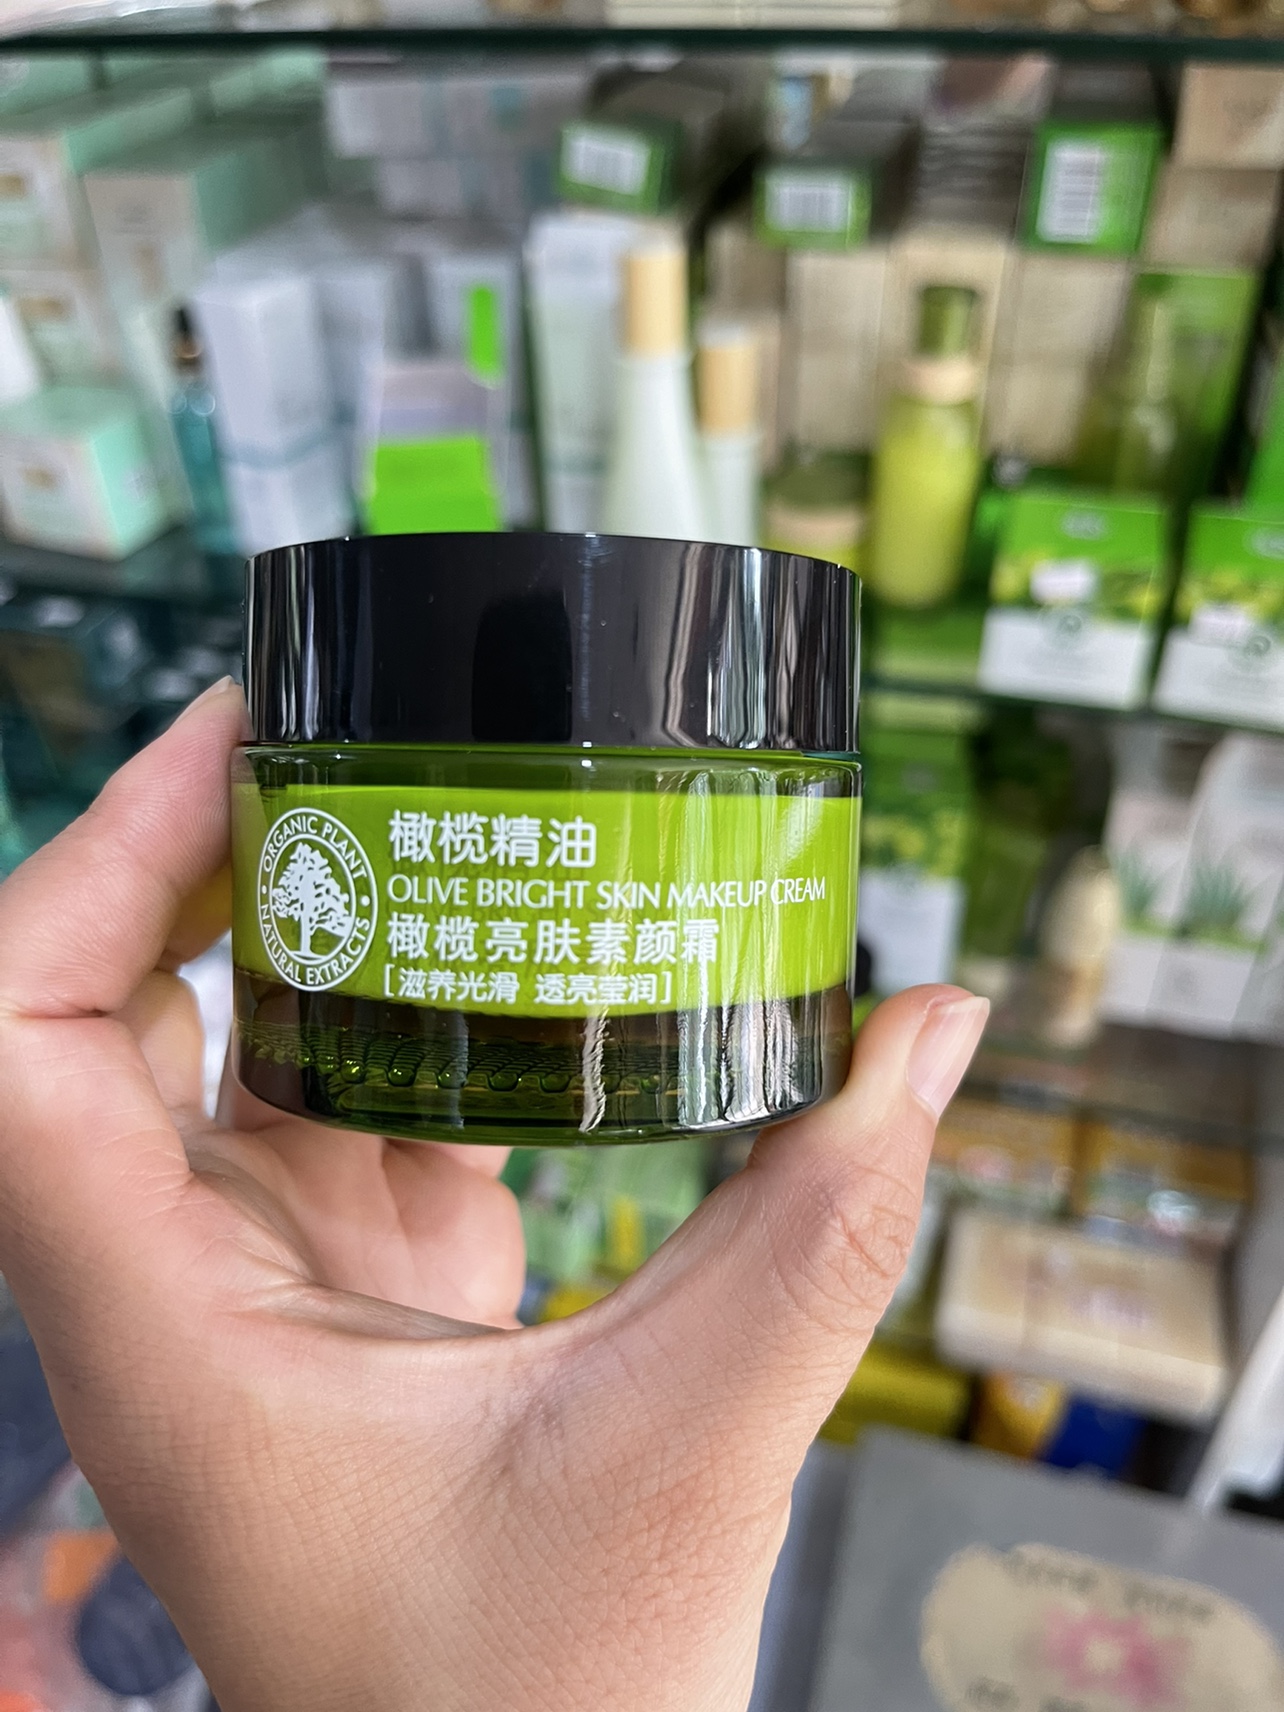 ORGANIC PLANT
NATURAL EXTRACTS
橄榄精油
OLIVE BRIGHT SKIN MAKEUP CREAM
橄榄亮肤素颜霜
[滋养光滑 透亮莹润]